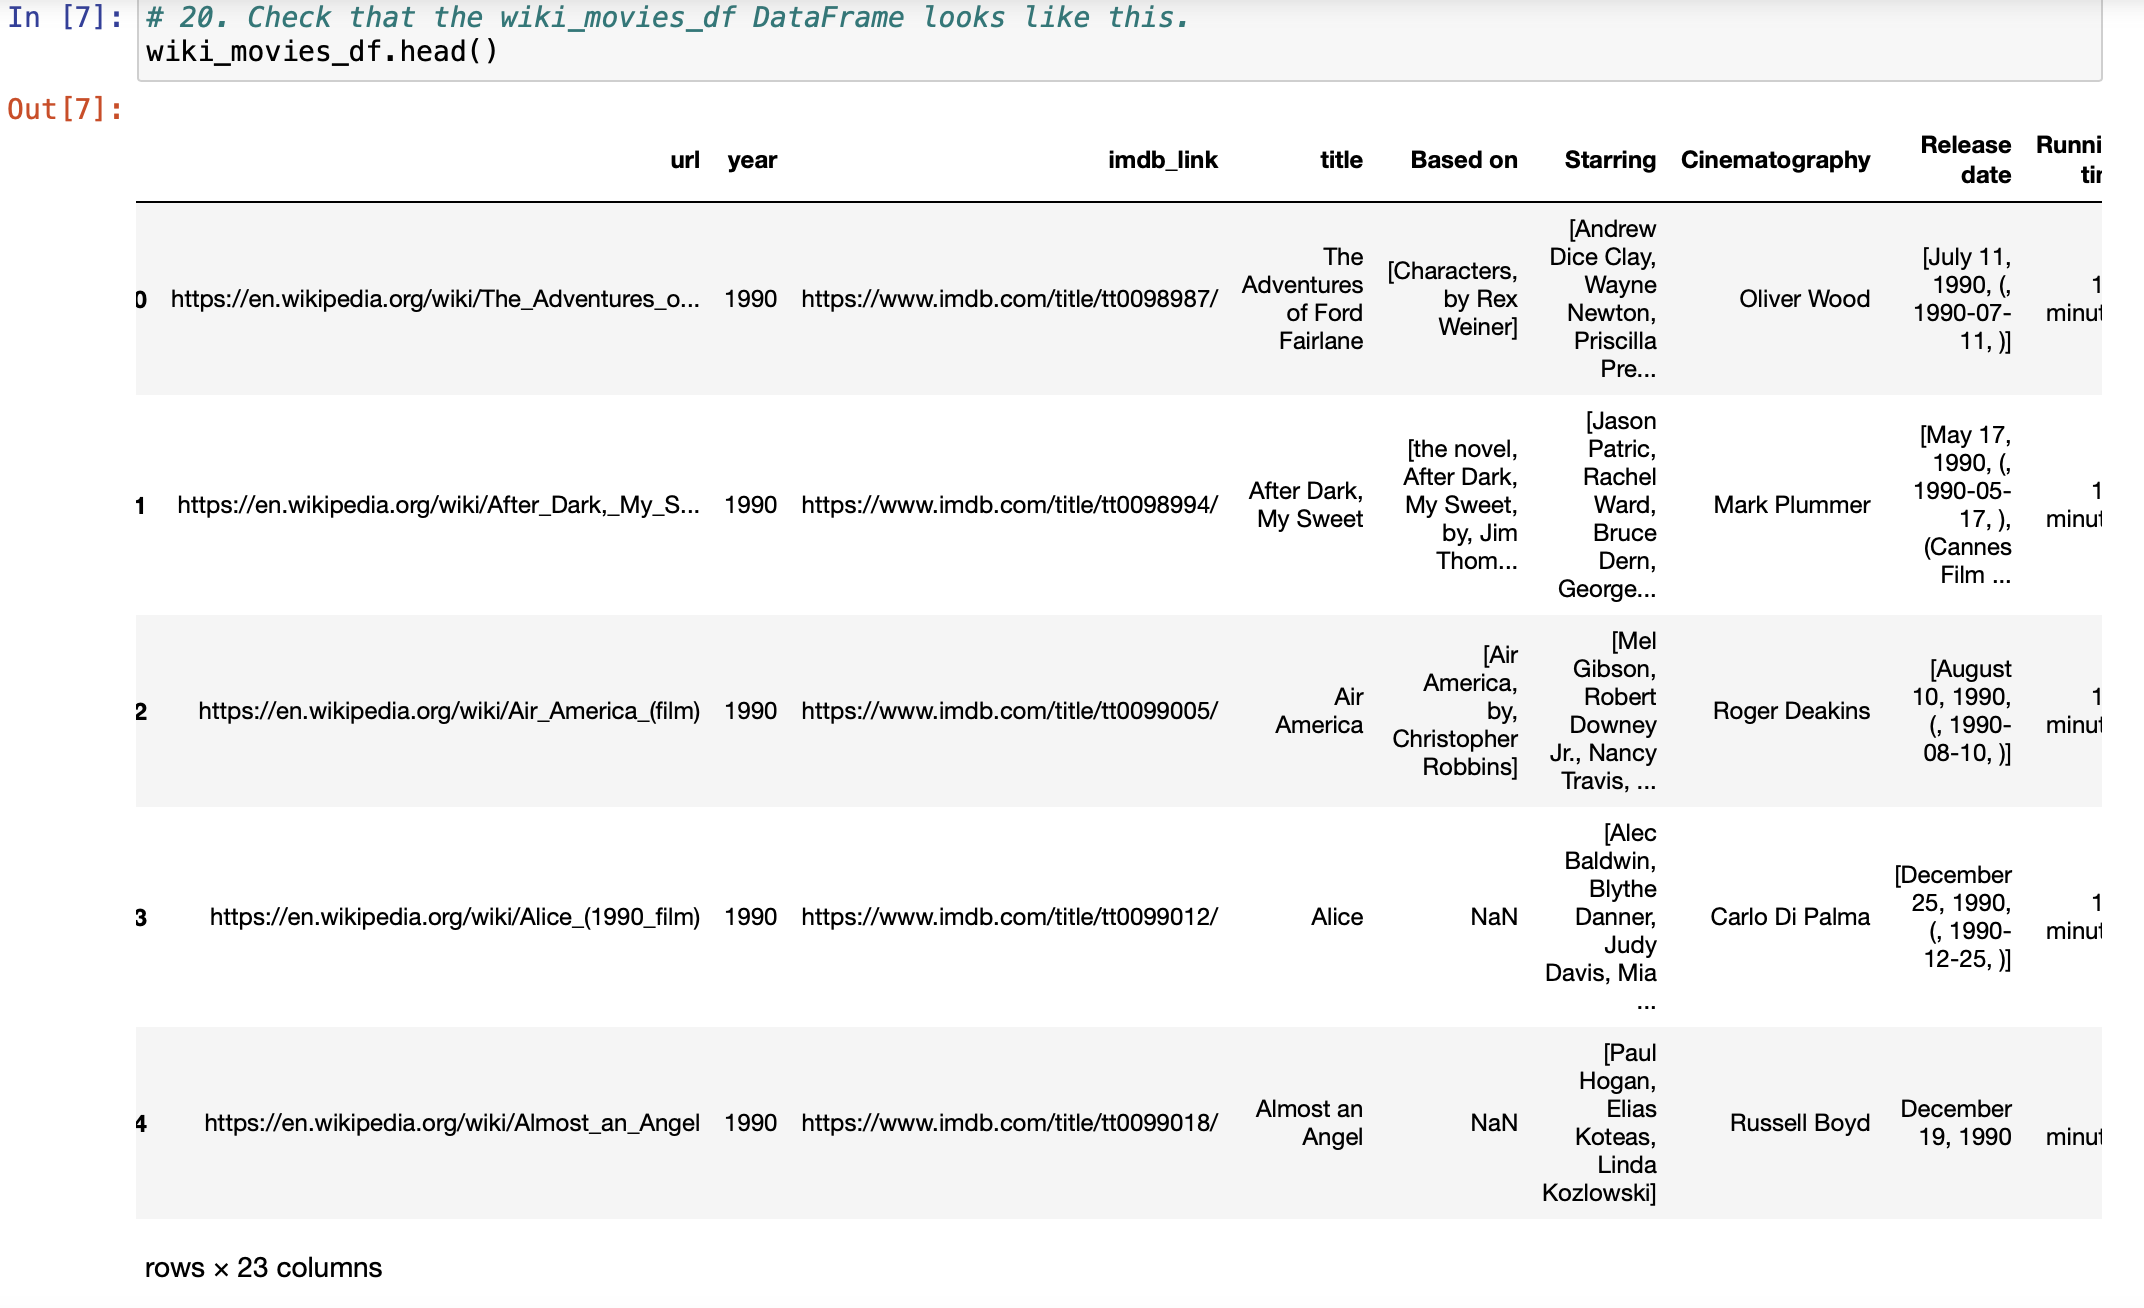 In [7]: # 20. Check that the wiki_movies_df DataFrame looks like this.
wiki_movies_df.head()
Out[7]:
url year imdb_link title Based on Starring Cinematography Release date Runni tir
0 https://en.wikipedia.org/wiki/The_Adventures_o... 1990 https://www.imdb.com/title/tt0098987/ The Adventures of Ford Fairlane [Characters, by Rex Weiner] [Andrew Dice Clay, Wayne Newton, Priscilla Pre... Oliver Wood [July 11, 1990, (, 1990-07-11, )] 1 minut
1 https://en.wikipedia.org/wiki/After_Dark,_My_S... 1990 https://www.imdb.com/title/tt0098994/ After Dark, My Sweet [the novel, After Dark, My Sweet, by, Jim Thom... [Jason Patric, Rachel Ward, Bruce Dern, George... Mark Plummer [May 17, 1990, (, 1990-05-17, ), (Cannes Film ... 1 minut
2 https://en.wikipedia.org/wiki/Air_America_(film) 1990 https://www.imdb.com/title/tt0099005/ Air America [Air America, by, Christopher Robbins] [Mel Gibson, Robert Downey Jr., Nancy Travis, ... Roger Deakins [August 10, 1990, (, 1990-08-10, )] 1 minut
3 https://en.wikipedia.org/wiki/Alice_(1990_film) 1990 https://www.imdb.com/title/tt0099012/ Alice NaN [Alec Baldwin, Blythe Danner, Judy Davis, Mia ... Carlo Di Palma [December 25, 1990, (, 1990-12-25, )] 1 minut
4 https://en.wikipedia.org/wiki/Almost_an_Angel 1990 https://www.imdb.com/title/tt0099018/ Almost an Angel NaN [Paul Hogan, Elias Koteas, Linda Kozlowski] Russell Boyd December 19, 1990 minut
rows × 23 columns